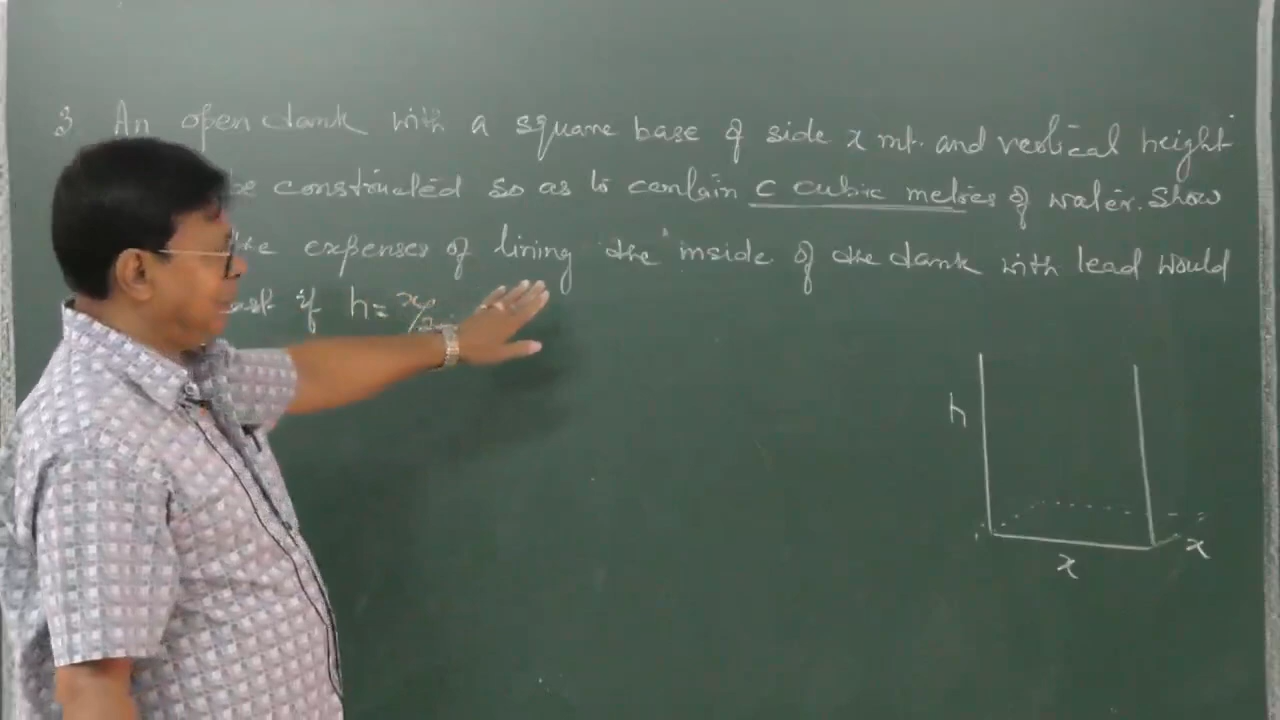 3 An open tank with a square base of side x mt. and vertical height
be constructed so as to contain c cubic metres of water. Show
the expenses of lining the inside of the tank with lead would
if h = x/2
h
x
x